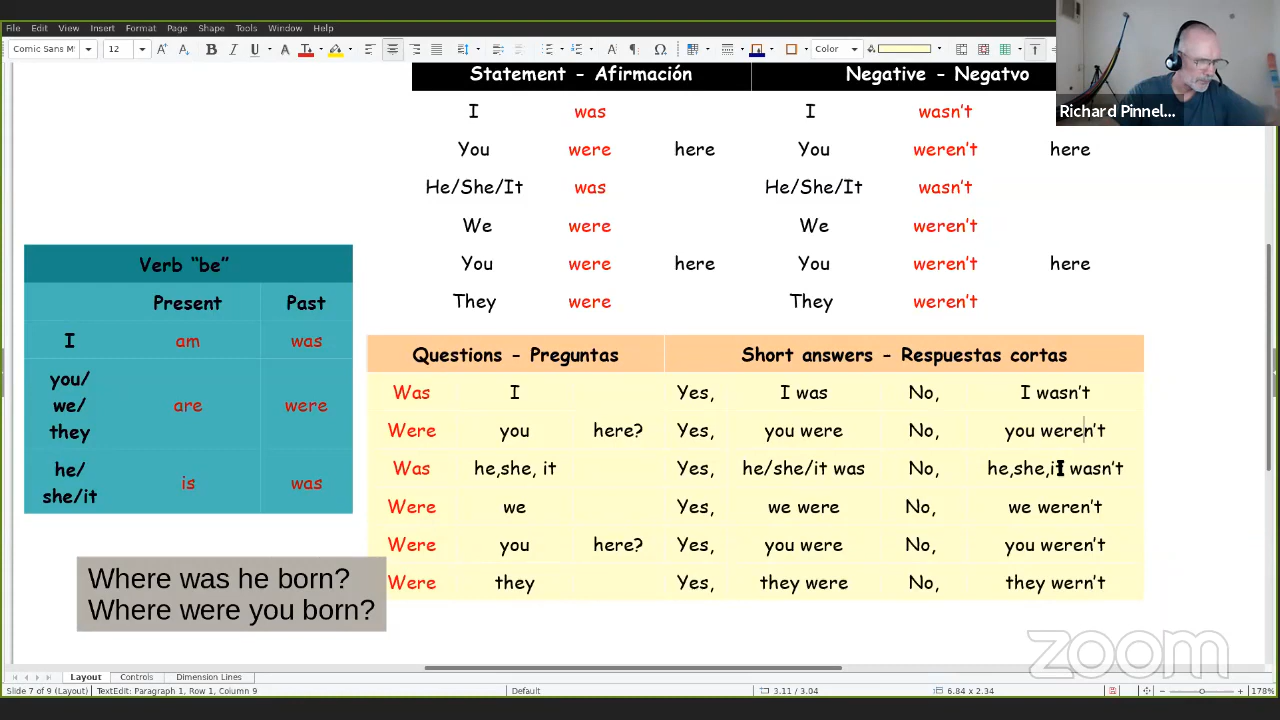 File Edit View Insert Format Page Shape Tools Window Help
Comic Sans M 12 Color
Richard Pinnel...
Statement - Afirmación Negative - Negatvo
I was I wasn't
You were here You weren't here
He/She/It was He/She/It wasn't
We were We weren't
You were here You weren't here
They were They weren't
Verb "be"
Present Past
I am was
you/
we/
they
are were
he/
she/it
is was
Questions - Preguntas Short answers - Respuestas cortas
Was I Yes, I was No, I wasn't
Were you here? Yes, you were No, you weren't
Was he,she, it Yes, he/she/it was No, he,she,it wasn't
Were we Yes, we were No, we weren't
Were you here? Yes, you were No, you weren't
Were they Yes, they were No, they wern't
Where was he born?
Where were you born?
zoom
Layout Controls Dimension Lines
Slide 7 of 9 (Layout) TextEdit: Paragraph 1, Row 1, Column 9 Default 3.11 / 3.04 6.84 x 2.34 178%